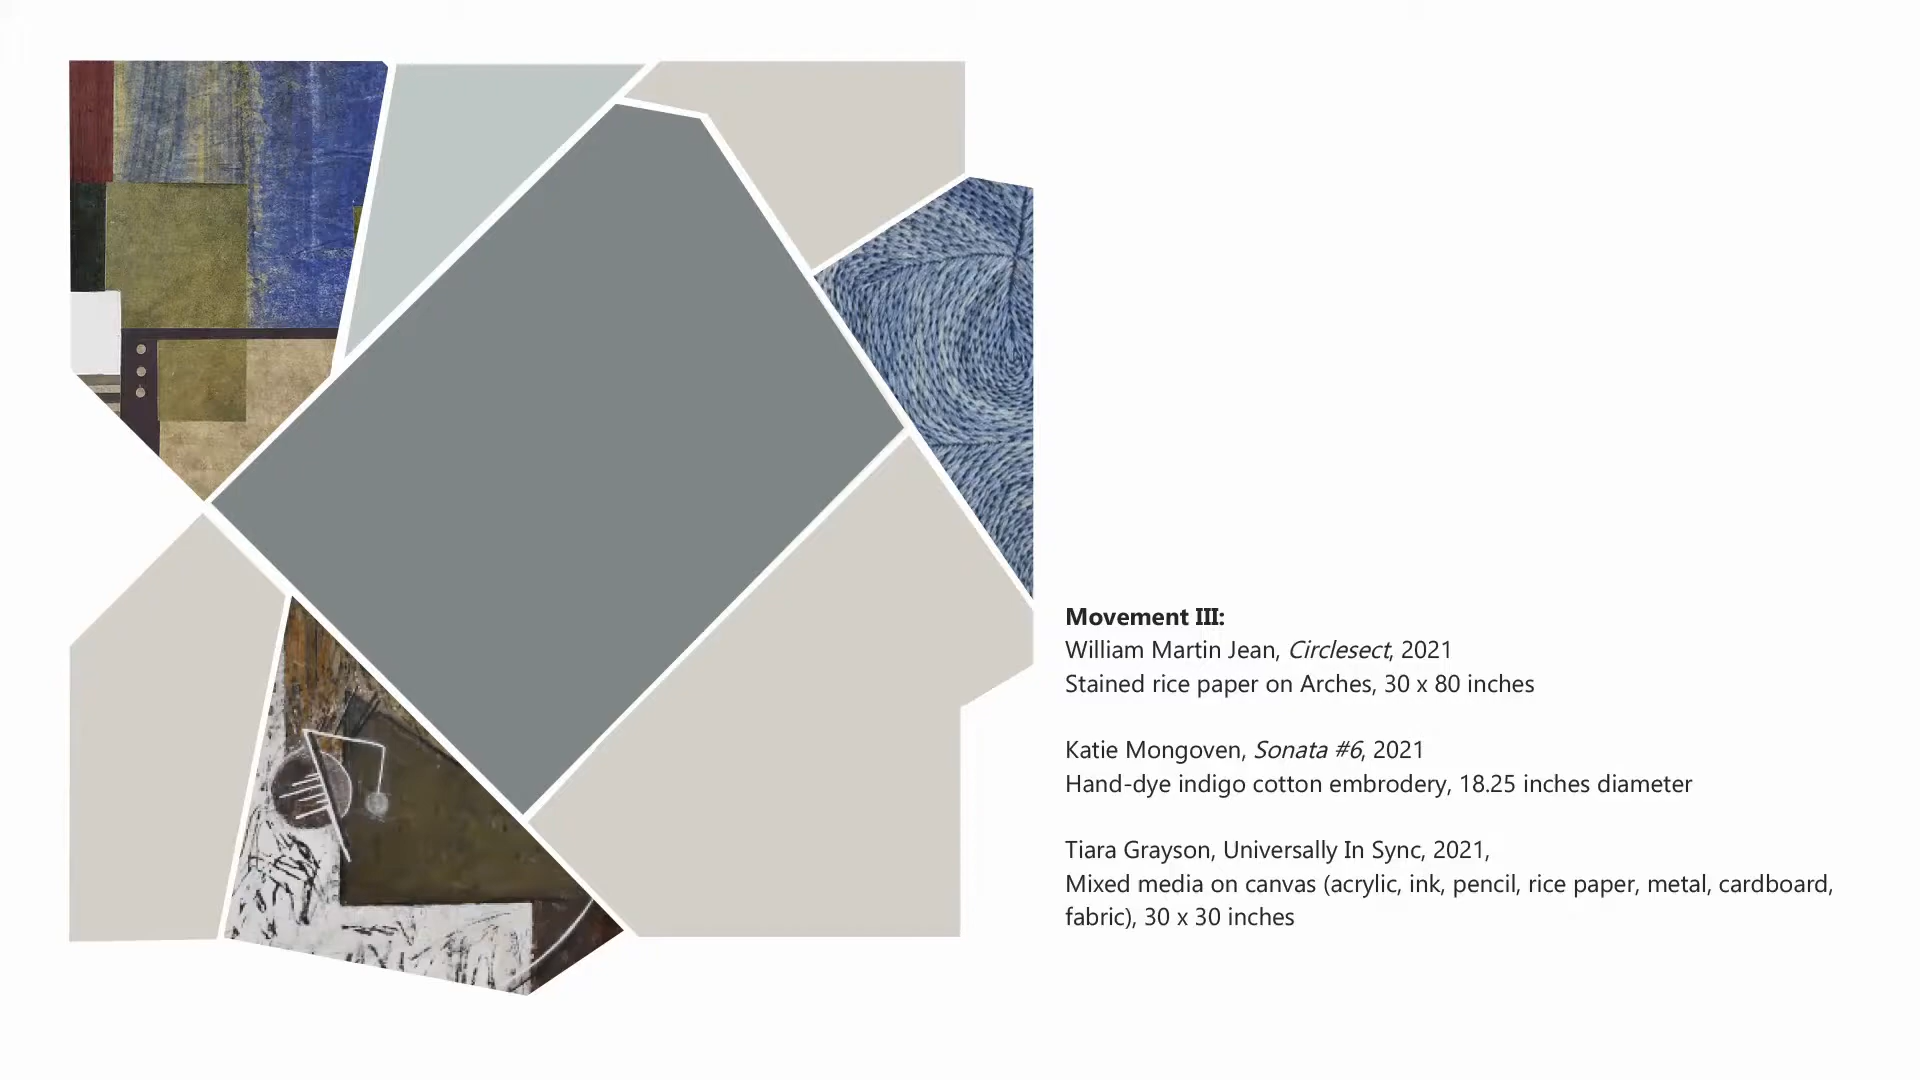 Movement III:
William Martin Jean, Circlesect, 2021
Stained rice paper on Arches, 30 x 80 inches
Katie Mongoven, Sonata #6, 2021
Hand-dye indigo cotton embrodery, 18.25 inches diameter
Tiara Grayson, Universally In Sync, 2021,
Mixed media on canvas (acrylic, ink, pencil, rice paper, metal, cardboard,
fabric), 30 x 30 inches